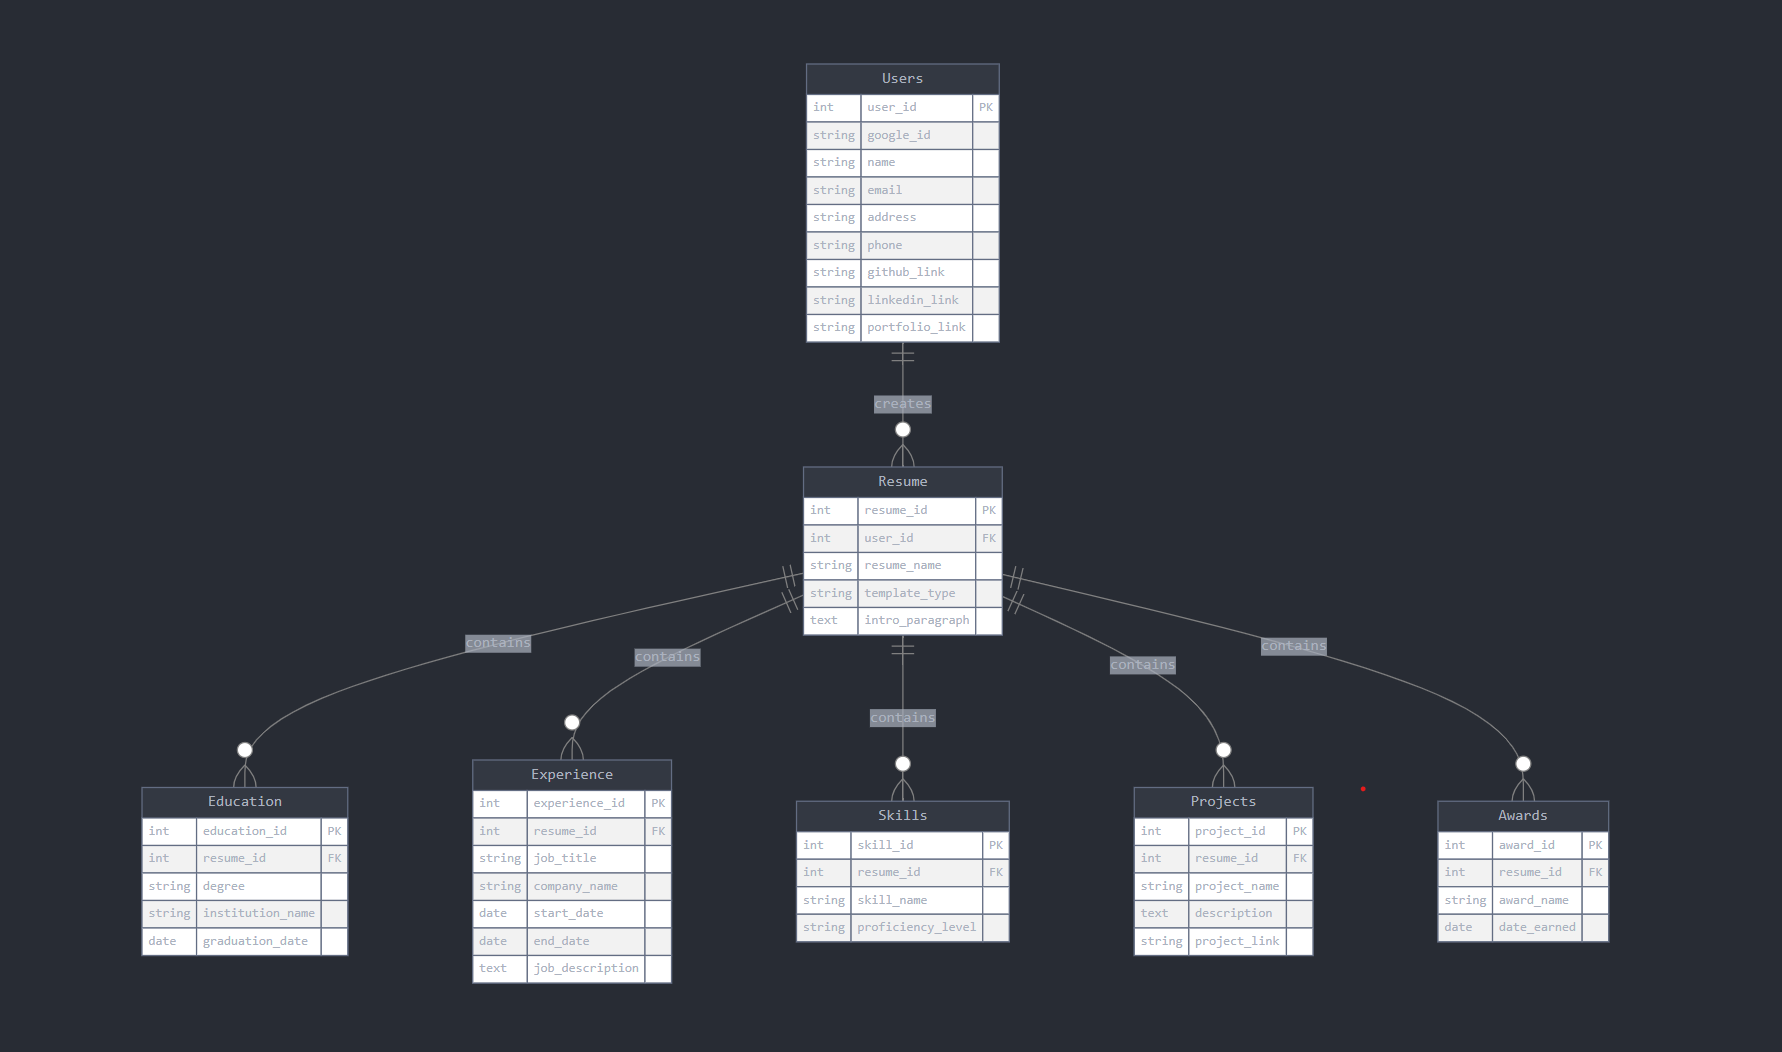 Users
int user_id PK
string google_id
string name
string email
string address
string phone
string github_link
string linkedin_link
string portfolio_link
creates
Resume
int resume_id PK
int user_id FK
string resume_name
string template_type
text intro_paragraph
contains
contains
contains
contains
contains
Education
int education_id PK
int resume_id FK
string degree
string institution_name
date graduation_date
Experience
int experience_id PK
int resume_id FK
string job_title
string company_name
date start_date
date end_date
text job_description
Skills
int skill_id PK
int resume_id FK
string skill_name
string proficiency_level
Projects
int project_id PK
int resume_id FK
string project_name
text description
string project_link
Awards
int award_id PK
int resume_id FK
string award_name
date date_earned